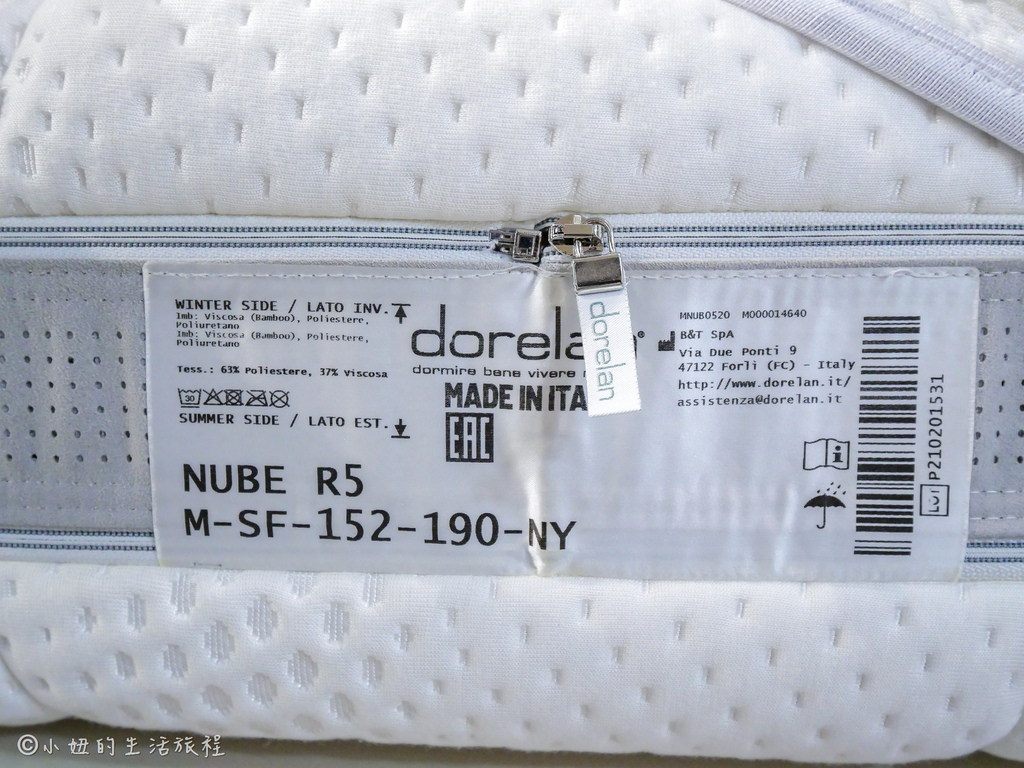 WINTER SIDE / LATO INV.
Imb: Viscosa (Bamboo), Poliestere,
Poliuretano
Imb: Viscosa (Bamboo), Poliestere,
Poliuretano
Tess.: 63% Poliestere, 37% Viscosa
30
SUMMER SIDE / LATO EST.
NUBE R5
M-SF-152-190-NY
dorela
dormire bene vivere
MADE IN ITA
EAC
dorelan
MNUB0520 M000014640
B&T SpA
Via Due Ponti 9
47122 Forlì (FC) - Italy
http://www.dorelan.it/
assistenza@dorelan.it
LOT P210201531
©小妞的生活旅程